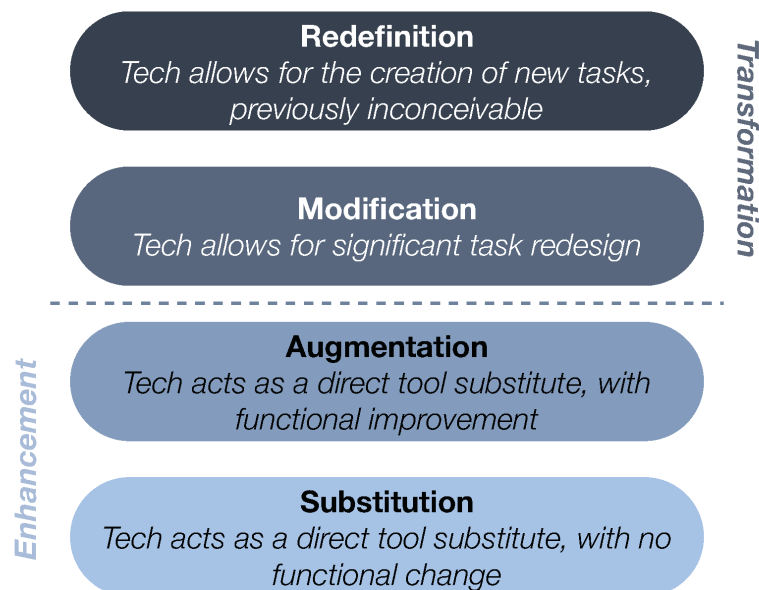 Redefinition
Tech allows for the creation of new tasks,
previously inconceivable
Transformation
Modification
Tech allows for significant task redesign
Augmentation
Tech acts as a direct tool substitute, with
functional improvement
Enhancement
Substitution
Tech acts as a direct tool substitute, with no
functional change